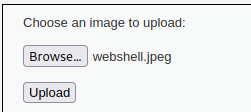 Choose an image to upload:
Browse... webshell.jpeg
Upload